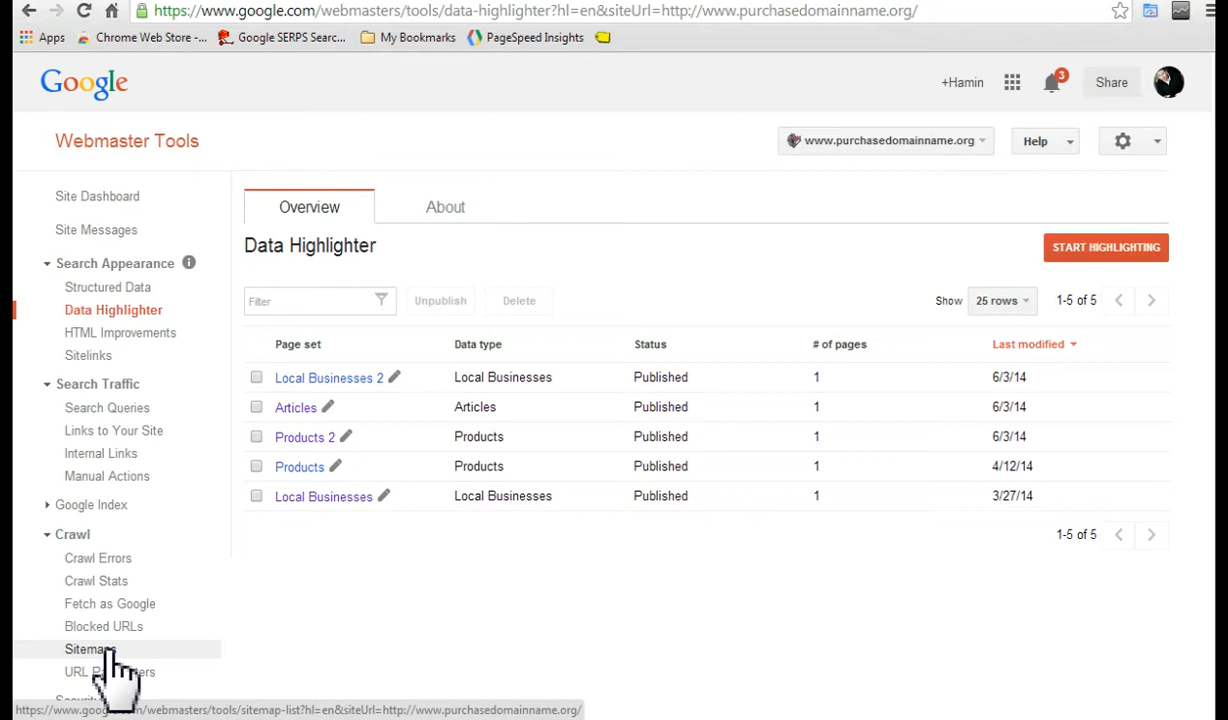 https://www.google.com/webmasters/tools/data-highlighter?hl=en&siteUrl=http://www.purchasedomainname.org/
Apps Chrome Web Store -... Google SERPS Searc... My Bookmarks PageSpeed Insights
Google +Hamin 3 Share
Webmaster Tools www.purchasedomainname.org Help
Site Dashboard
Site Messages
Search Appearance
Structured Data
Data Highlighter
HTML Improvements
Sitelinks
Search Traffic
Search Queries
Links to Your Site
Internal Links
Manual Actions
Google Index
Crawl
Crawl Errors
Crawl Stats
Fetch as Google
Blocked URLs
Sitemaps
URL
Overview About
Data Highlighter START HIGHLIGHTING
Filter Unpublish Delete Show 25 rows 1-5 of 5
Page set Data type Status # of pages Last modified
Local Businesses 2 Local Businesses Published 1 6/3/14
Articles Articles Published 1 6/3/14
Products 2 Products Published 1 6/3/14
Products Products Published 1 4/12/14
Local Businesses Local Businesses Published 1 3/27/14
1-5 of 5
https://www.google.com/webmasters/tools/sitemap-list?hl=en&siteUrl=http://www.purchasedomainname.org/